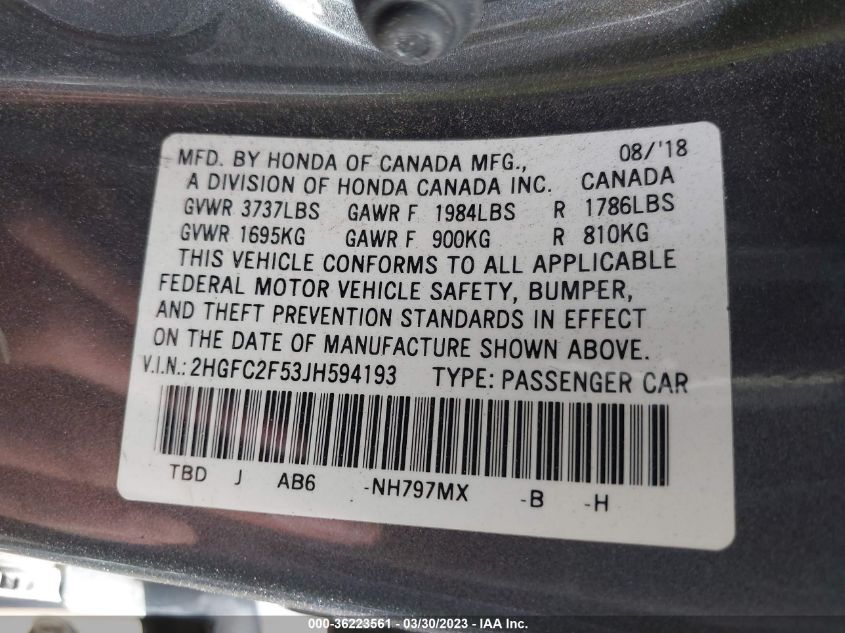 MFD. BY HONDA OF CANADA MFG., 08/'18
A DIVISION OF HONDA CANADA INC. CANADA
GVWR 3737LBS GAWR F 1984LBS R 1786LBS
GVWR 1695KG GAWR F 900KG R 810KG
THIS VEHICLE CONFORMS TO ALL APPLICABLE
FEDERAL MOTOR VEHICLE SAFETY, BUMPER,
AND THEFT PREVENTION STANDARDS IN EFFECT
ON THE DATE OF MANUFACTURE SHOWN ABOVE.
V.I.N.: 2HGFC2F53JH594193 TYPE: PASSENGER CAR
TBD J AB6 -NH797MX -B -H
000-36223561 - 03/30/2023 - IAA Inc.